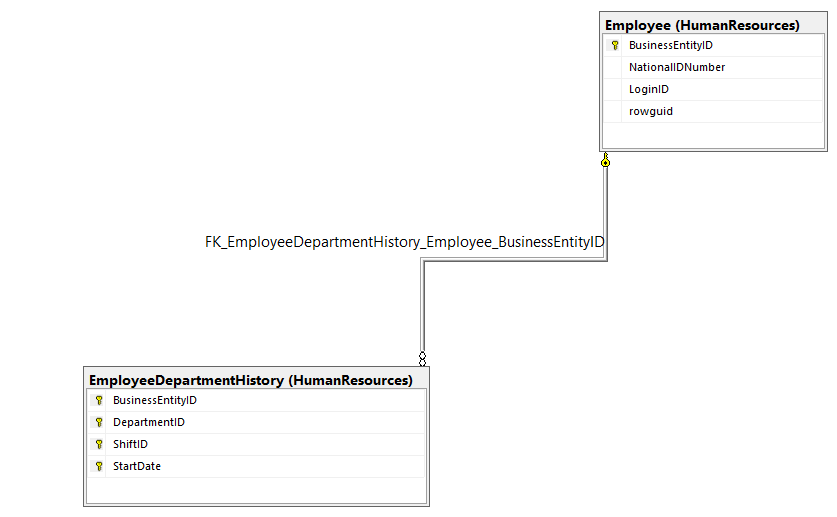 Employee (HumanResources)
BusinessEntityID
NationalIDNumber
LoginID
rowguid
FK_EmployeeDepartmentHistory_Employee_BusinessEntityID
EmployeeDepartmentHistory (HumanResources)
BusinessEntityID
DepartmentID
ShiftID
StartDate